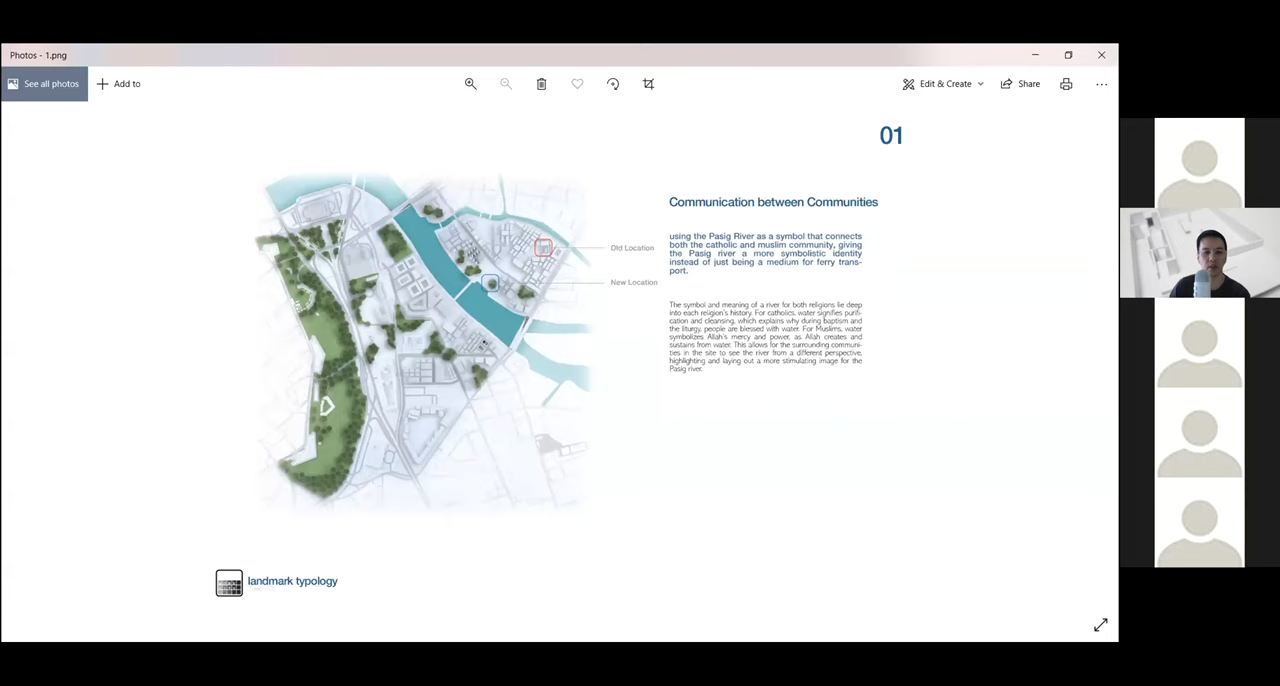 Photos - 1.png
See all photos
Add to
Edit & Create
Share
01
Communication between Communities
using the Pasig River as a symbol that connects
both the catholic and muslim community, giving
the Pasig river a more symbolistic identity
instead of just being a medium for ferry trans-
port.
Old Location
New Location
The symbol and meaning of a river for both religions lie deep
into each religion's history. For catholics, water signifies purifi-
cation and cleansing, which explains why during baptism and
the liturgy, people are blessed with water. For Muslims, water
symbolizes Allah's mercy and power, as Allah creates and
sustains from water. This allows for the surrounding communi-
ties in the site to see the river from a different perspective,
highlighting and laying out a more stimulating image for the
Pasig river.
landmark typology